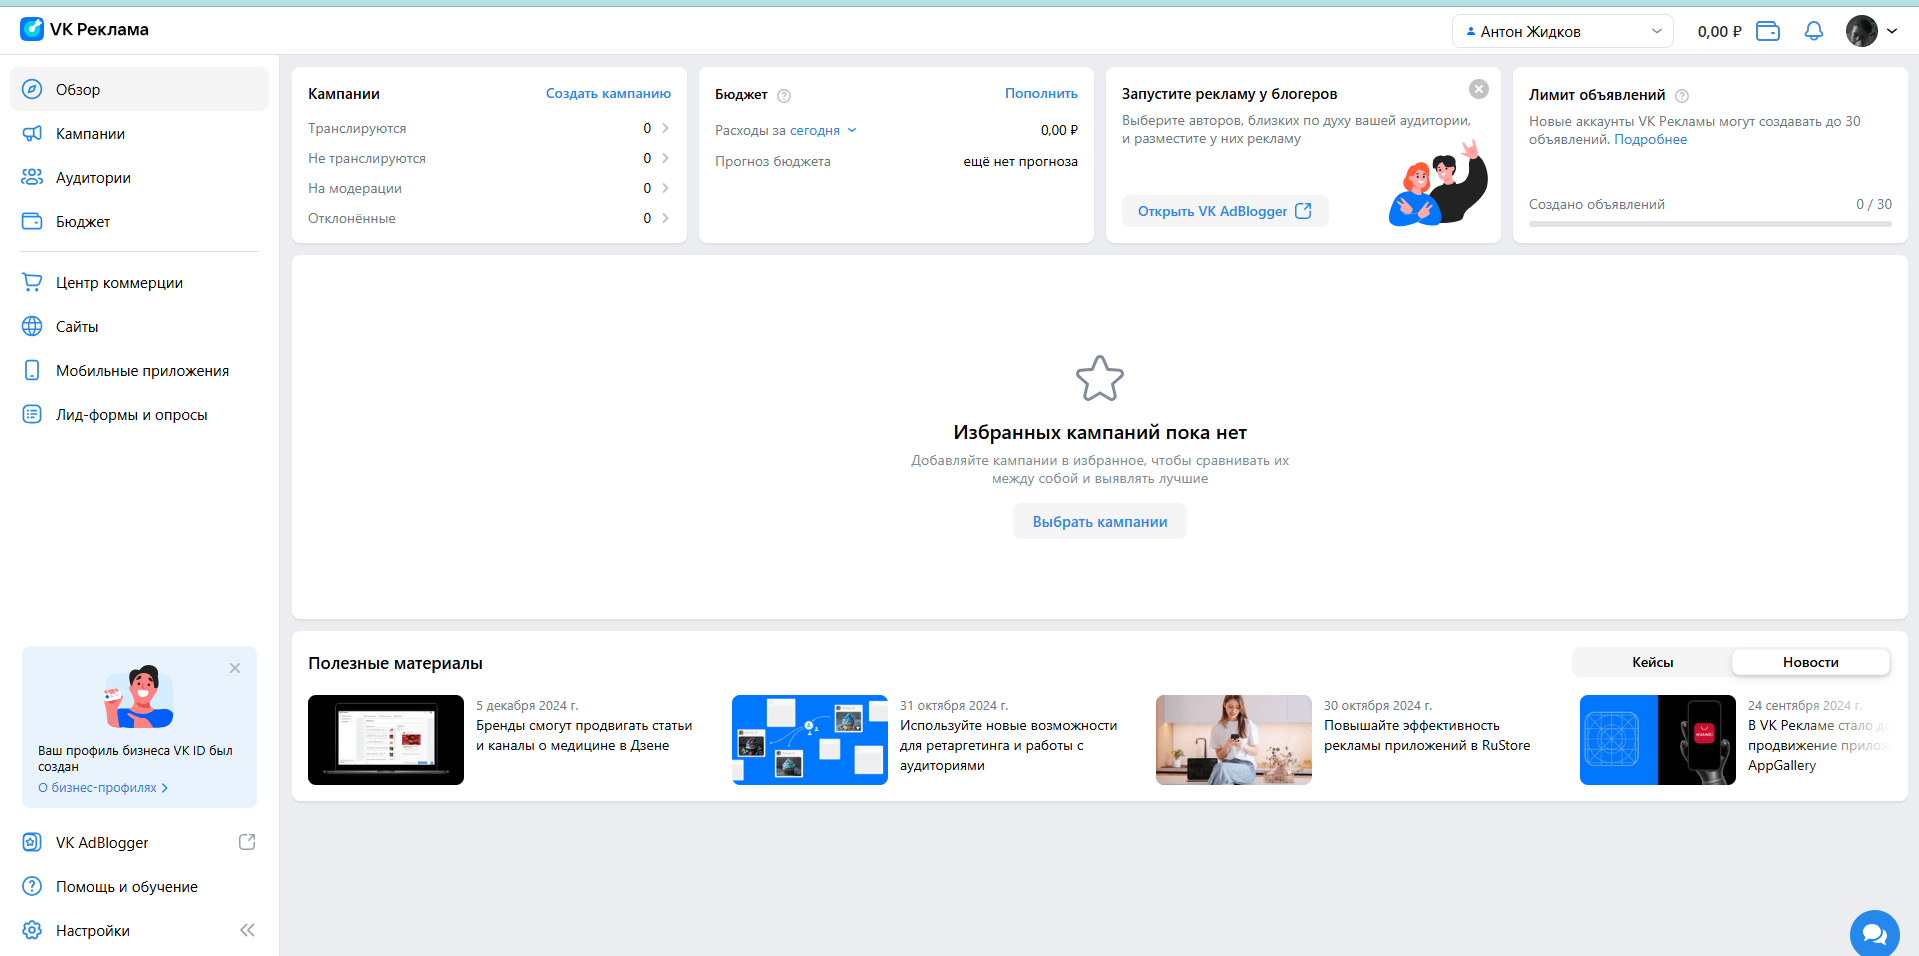 VK Реклама
Антон Жидков
0,00 ₽
Обзор
Кампании
Аудитории
Бюджет
Центр коммерции
Сайты
Мобильные приложения
Лид-формы и опросы
Ваш профиль бизнеса VK ID был
создан
О бизнес-профилях
VK AdBlogger
Помощь и обучение
Настройки
Кампании
Создать кампанию
Транслируются 0
Не транслируются 0
На модерации 0
Отклонённые 0
Бюджет
Пополнить
Расходы за сегодня 0,00 ₽
Прогноз бюджета ещё нет прогноза
Запустите рекламу у блогеров
Выберите авторов, близких по духу вашей аудитории,
и разместите у них рекламу
Открыть VK AdBlogger
Лимит объявлений
Новые аккаунты VK Рекламы могут создавать до 30
объявлений. Подробнее
Создано объявлений 0 / 30
Избранных кампаний пока нет
Добавляйте кампании в избранное, чтобы сравнивать их
между собой и выявлять лучшие
Выбрать кампании
Полезные материалы
Кейсы
Новости
5 декабря 2024 г.
Бренды смогут продвигать статьи
и каналы о медицине в Дзене
31 октября 2024 г.
Используйте новые возможности
для ретаргетинга и работы с
аудиториями
30 октября 2024 г.
Повышайте эффективность
рекламы приложений в RuStore
24 сентября 2024 г.
В VK Рекламе стало
продвижение
AppGallery